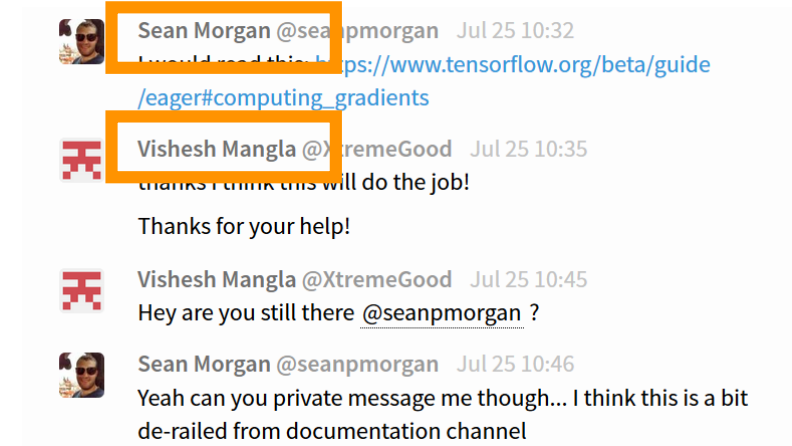 Sean Morgan @seanpmorgan Jul 25 10:32
I would read this: https://www.tensorflow.org/beta/guide
/eager#computing_gradients
Vishesh Mangla @XtremeGood Jul 25 10:35
thanks I think this will do the job!
Thanks for your help!
Vishesh Mangla @XtremeGood Jul 25 10:45
Hey are you still there @seanpmorgan ?
Sean Morgan @seanpmorgan Jul 25 10:46
Yeah can you private message me though... I think this is a bit
de-railed from documentation channel